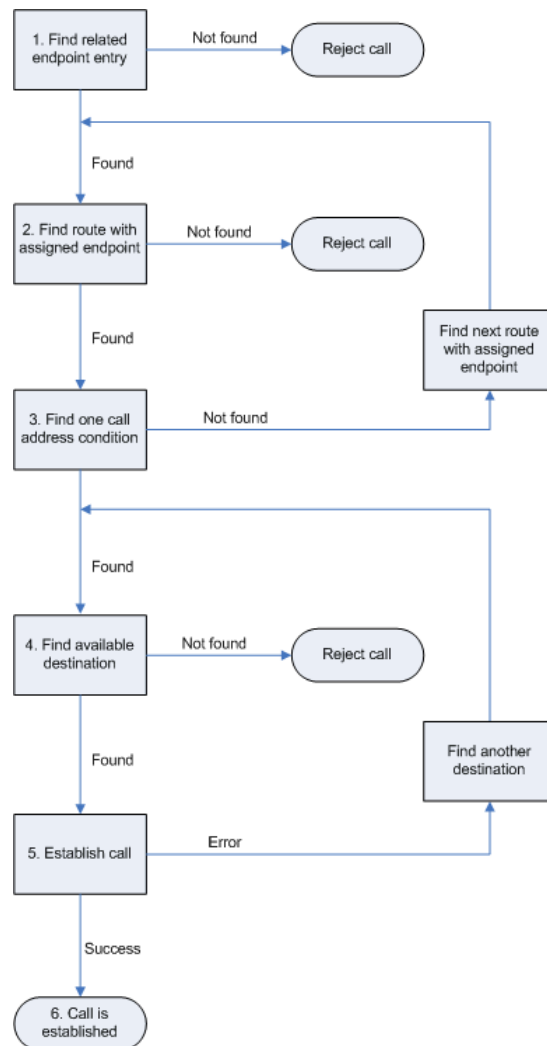 1. Find related
endpoint entry
Not found
Reject call
Found
2. Find route with
assigned endpoint
Not found
Reject call
Found
Find next route
with assigned
endpoint
3. Find one call
address condition
Not found
Found
4. Find available
destination
Not found
Reject call
Found
Find another
destination
5. Establish call
Error
Success
6. Call is
established